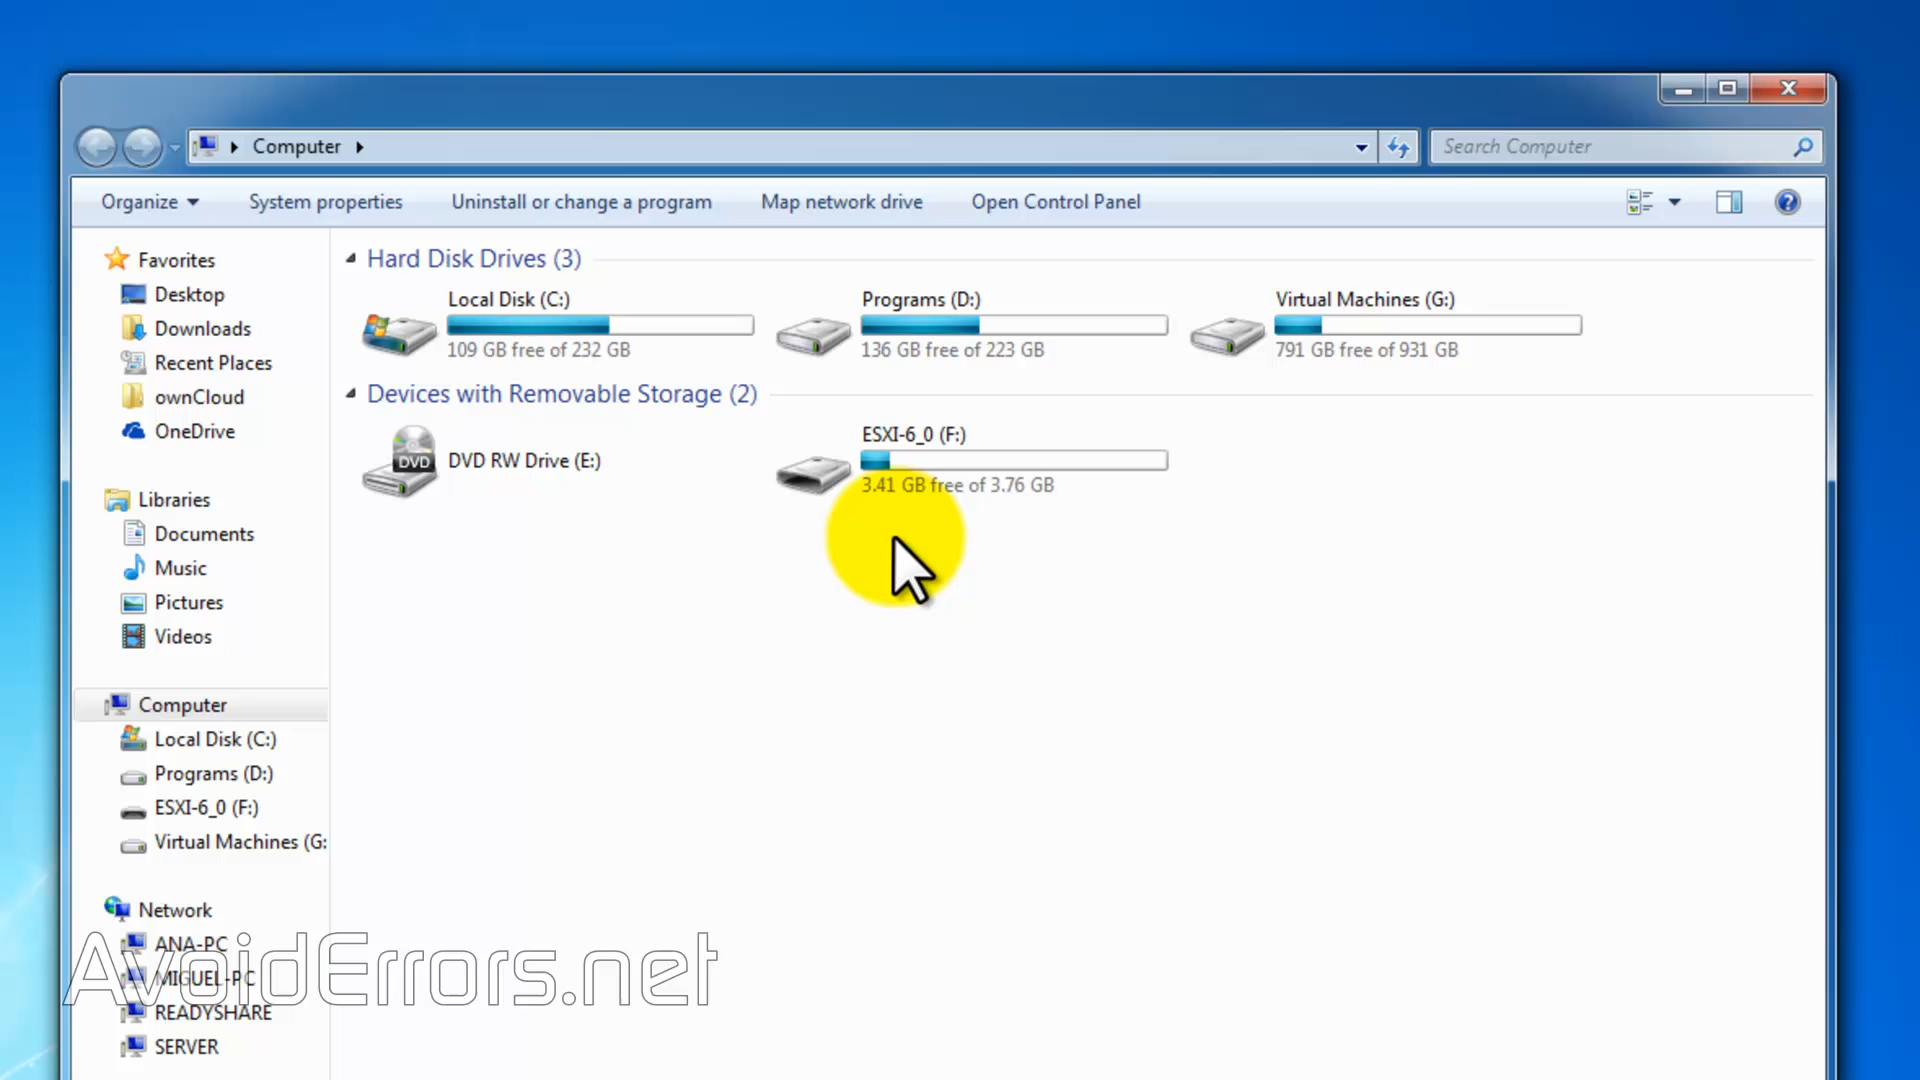 Computer
Search Computer
Organize
System properties
Uninstall or change a program
Map network drive
Open Control Panel
Favorites
Desktop
Downloads
Recent Places
ownCloud
OneDrive
Libraries
Documents
Music
Pictures
Videos
Computer
Local Disk (C:)
Programs (D:)
ESXI-6_0 (F:)
Virtual Machines (G:
Network
ANA-PC
MIGUEL-PC
READYSHARE
SERVER
Hard Disk Drives (3)
Local Disk (C:)
109 GB free of 232 GB
Programs (D:)
136 GB free of 223 GB
Virtual Machines (G:)
791 GB free of 931 GB
Devices with Removable Storage (2)
DVD
DVD RW Drive (E:)
ESXI-6_0 (F:)
3.41 GB free of 3.76 GB
AvoidErrors.net